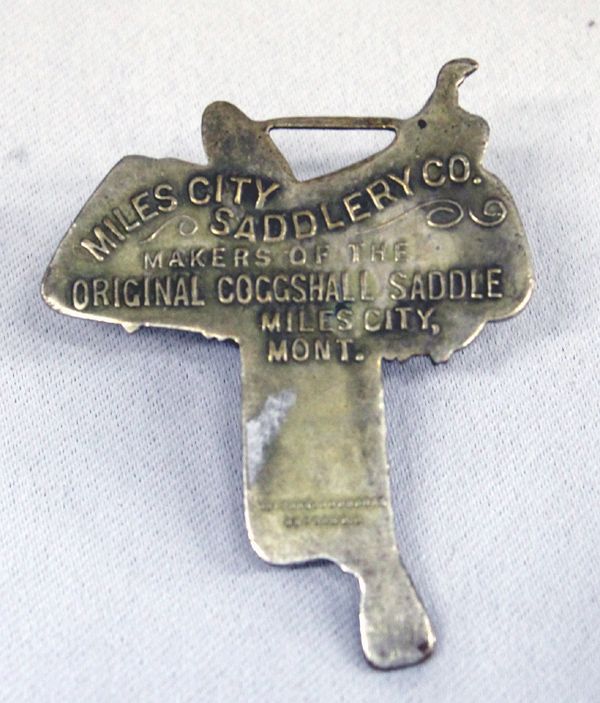 MILES CITY
SADDLERY CO.
MAKERS OF THE
ORIGINAL COGGSHALL SADDLE
MILES CITY,
MONT.